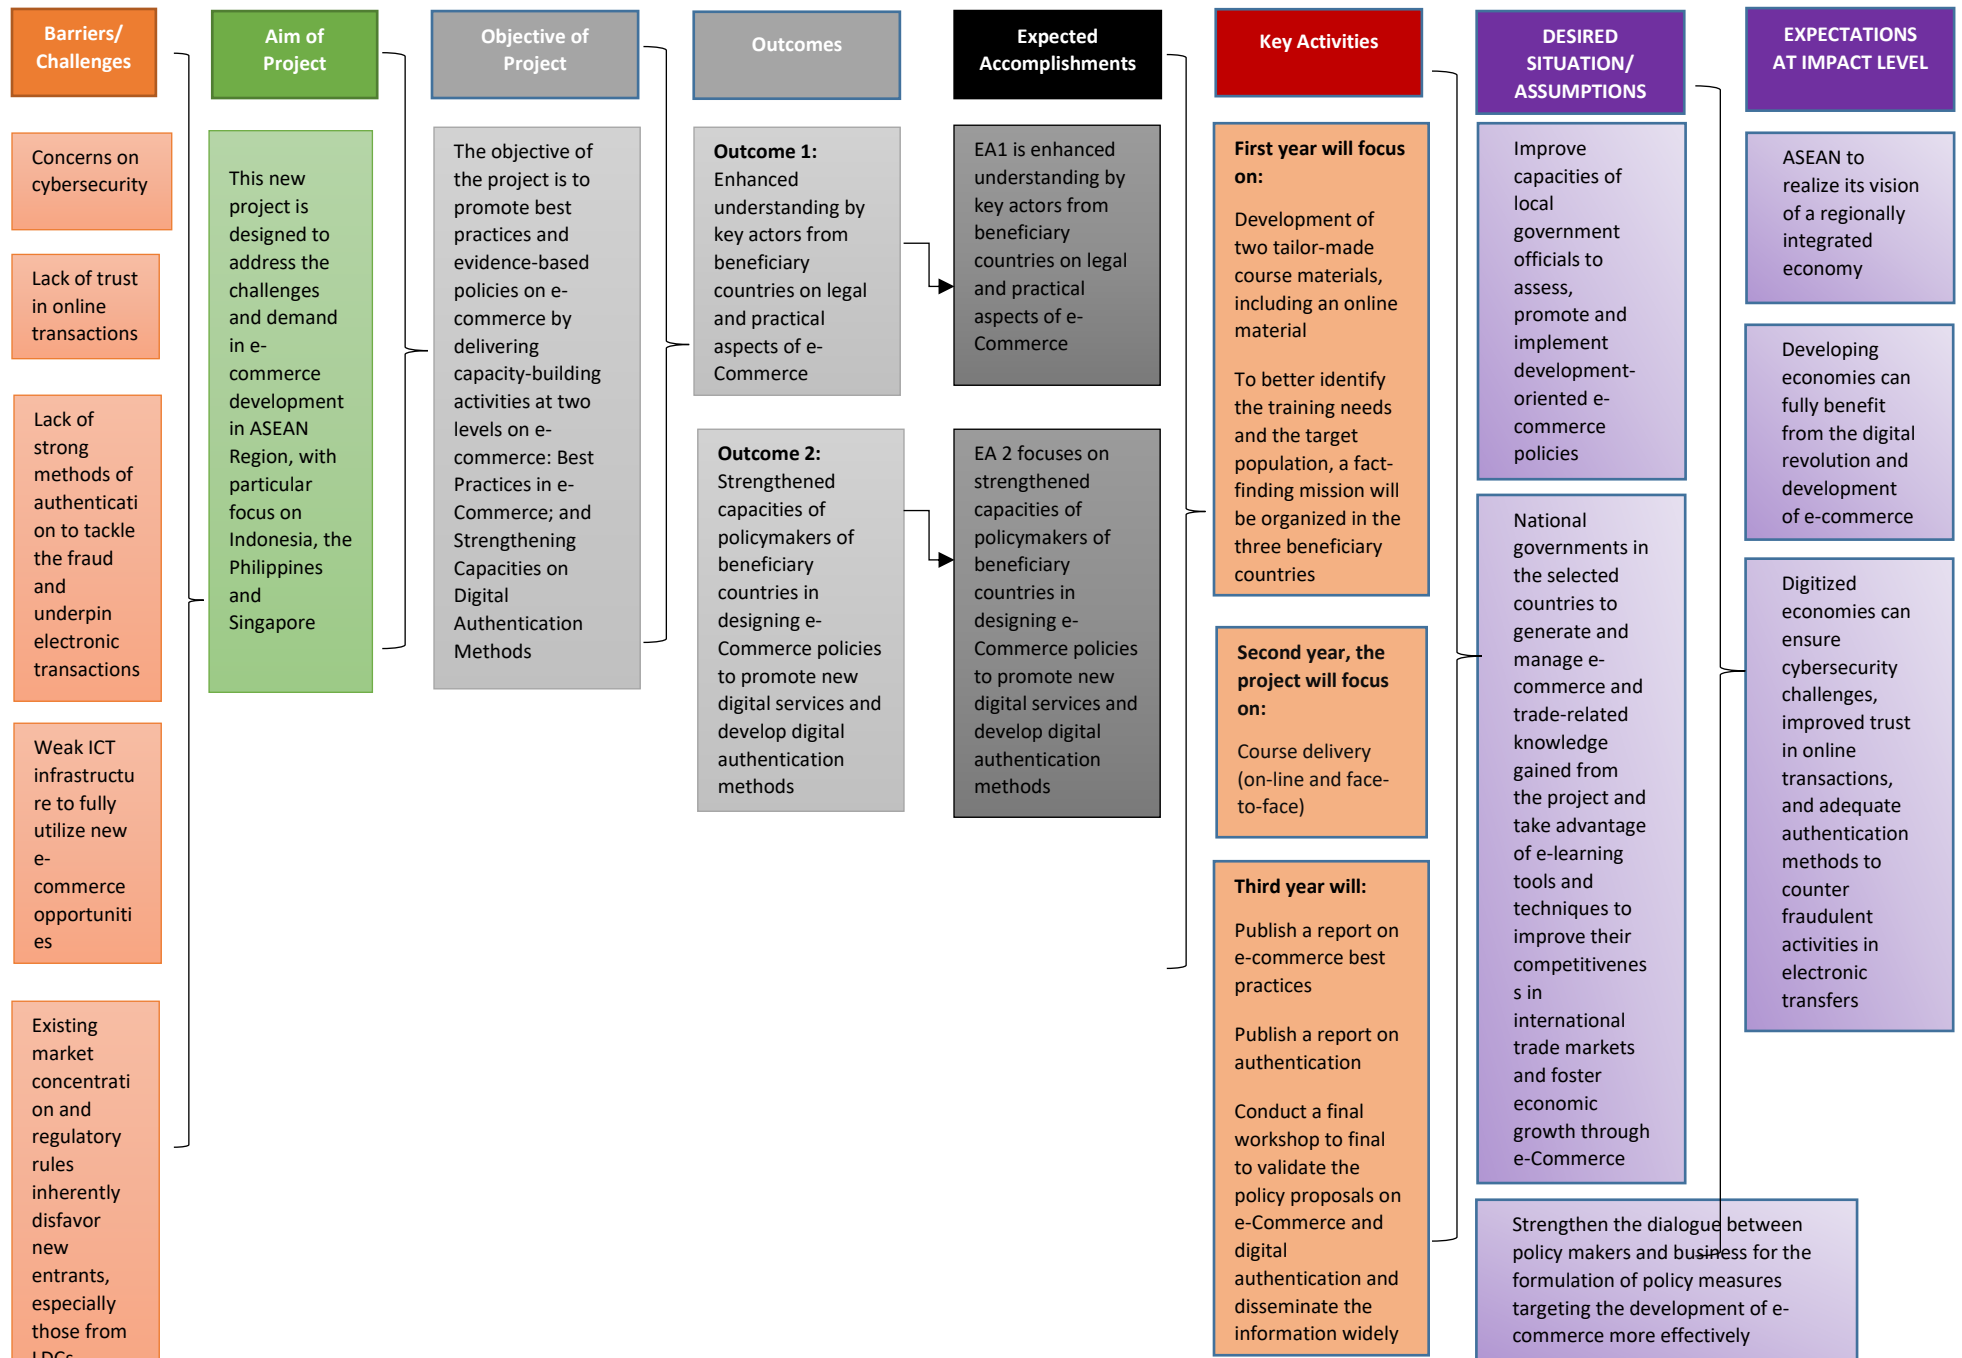 Barriers/
Challenges
Concerns on
cybersecurity
Lack of trust
in online
transactions
Lack of
strong
methods of
authenticati
on to tackle
the fraud
and
underpin
electronic
transactions
Weak ICT
infrastructu
re to fully
utilize new
e-
commerce
opportuniti
es
Existing
market
concentrati
on and
regulatory
rules
inherently
disfavor
new
entrants,
especially
those from
LDCs
Aim of
Project
This new
project is
designed to
address the
challenges
and demand
in e-
commerce
development
in ASEAN
Region, with
particular
focus on
Indonesia, the
Philippines
and
Singapore
Objective of
Project
The objective of
the project is to
promote best
practices and
evidence-based
policies on e-
commerce by
delivering
capacity-building
activities at two
levels on e-
commerce: Best
Practices in e-
Commerce; and
Strengthening
Capacities on
Digital
Authentication
Methods
Outcomes
Outcome 1:
Enhanced
understanding by
key actors from
beneficiary
countries on legal
and practical
aspects of e-
Commerce
Outcome 2:
Strengthened
capacities of
policymakers of
beneficiary
countries in
designing e-
Commerce policies
to promote new
digital services and
develop digital
authentication
methods
Expected
Accomplishments
EA1 is enhanced
understanding by
key actors from
beneficiary
countries on legal
and practical
aspects of e-
Commerce
EA 2 focuses on
strengthened
capacities of
policymakers of
beneficiary
countries in
designing e-
Commerce policies
to promote new
digital services and
develop digital
authentication
methods
Key Activities
First year will focus
on:
Development of
two tailor-made
course materials,
including an online
material
To better identify
the training needs
and the target
population, a fact-
finding mission will
be organized in the
three beneficiary
countries
Second year, the
project will focus
on:
Course delivery
(on-line and face-
to-face)
Third year will:
Publish a report on
e-commerce best
practices
Publish a report on
authentication
Conduct a final
workshop to final
to validate the
policy proposals on
e-Commerce and
digital
authentication and
disseminate the
information widely
DESIRED
SITUATION/
ASSUMPTIONS
Improve
capacities of
local
government
officials to
assess,
promote and
implement
development-
oriented e-
commerce
policies
National
governments in
the selected
countries to
generate and
manage e-
commerce and
trade-related
knowledge
gained from
the project and
take advantage
of e-learning
tools and
techniques to
improve their
competitivenes
s in
international
trade markets
and foster
economic
growth through
e-Commerce
Strengthen the dialogue between
policy makers and business for the
formulation of policy measures
targeting the development of e-
commerce more effectively
EXPECTATIONS
AT IMPACT LEVEL
ASEAN to
realize its vision
of a regionally
integrated
economy
Developing
economies can
fully benefit
from the digital
revolution and
development
of e-commerce
Digitized
economies can
ensure
cybersecurity
challenges,
improved trust
in online
transactions,
and adequate
authentication
methods to
counter
fraudulent
activities in
electronic
transfers